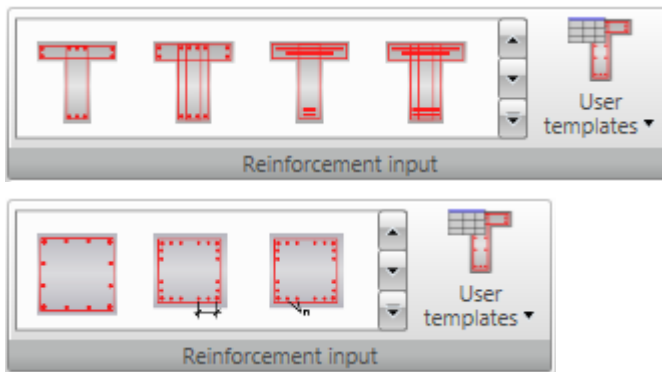 User
templates
Reinforcement input
n
User
templates
Reinforcement input